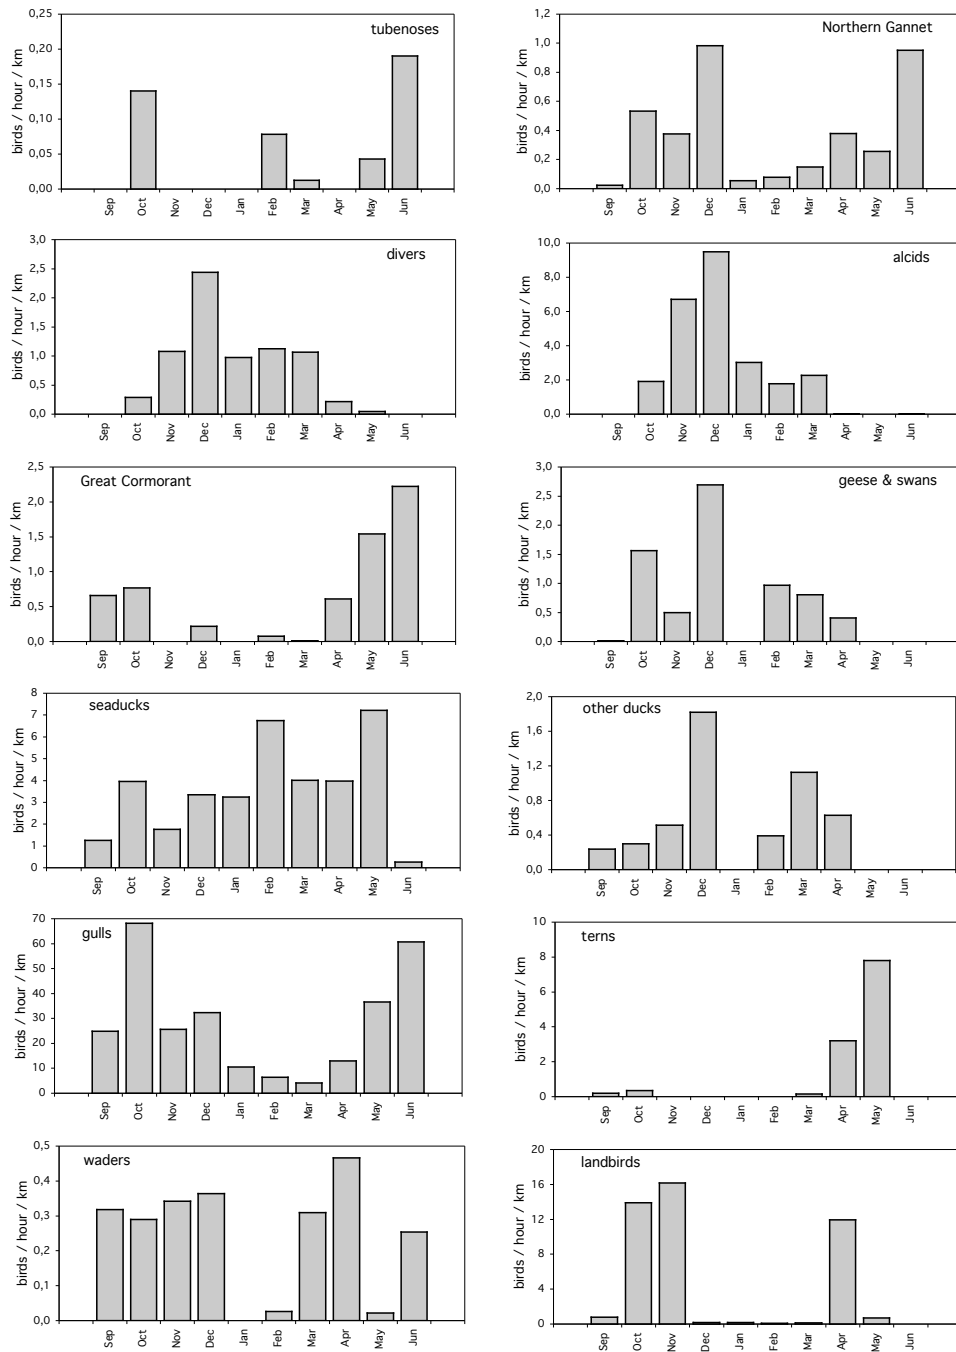 tubenoses
birds / hour / km
0,25
0,20
0,15
0,10
0,05
0,00
Sep Oct Nov Dec Jan Feb Mar Apr May Jun
Northern Gannet
birds / hour / km
1,2
1,0
0,8
0,6
0,4
0,2
0,0
Sep Oct Nov Dec Jan Feb Mar Apr May Jun
divers
birds / hour / km
3,0
2,5
2,0
1,5
1,0
0,5
0,0
Sep Oct Nov Dec Jan Feb Mar Apr May Jun
alcids
birds / hour / km
10,0
8,0
6,0
4,0
2,0
0,0
Sep Oct Nov Dec Jan Feb Mar Apr May Jun
Great Cormorant
birds / hour / km
2,5
2,0
1,5
1,0
0,5
0,0
Sep Oct Nov Dec Jan Feb Mar Apr May Jun
geese & swans
birds / hour / km
3,0
2,5
2,0
1,5
1,0
0,5
0,0
Sep Oct Nov Dec Jan Feb Mar Apr May Jun
seaducks
birds / hour / km
8
7
6
5
4
3
2
1
0
Sep Oct Nov Dec Jan Feb Mar Apr May Jun
other ducks
birds / hour / km
2,0
1,6
1,2
0,8
0,4
0,0
Sep Oct Nov Dec Jan Feb Mar Apr May Jun
gulls
birds / hour / km
70
60
50
40
30
20
10
0
Sep Oct Nov Dec Jan Feb Mar Apr May Jun
terns
birds / hour / km
10
8
6
4
2
0
Sep Oct Nov Dec Jan Feb Mar Apr May Jun
waders
birds / hour / km
0,5
0,4
0,3
0,2
0,1
0,0
Sep Oct Nov Dec Jan Feb Mar Apr May Jun
landbirds
birds / hour / km
20
16
12
8
4
0
Sep Oct Nov Dec Jan Feb Mar Apr May Jun